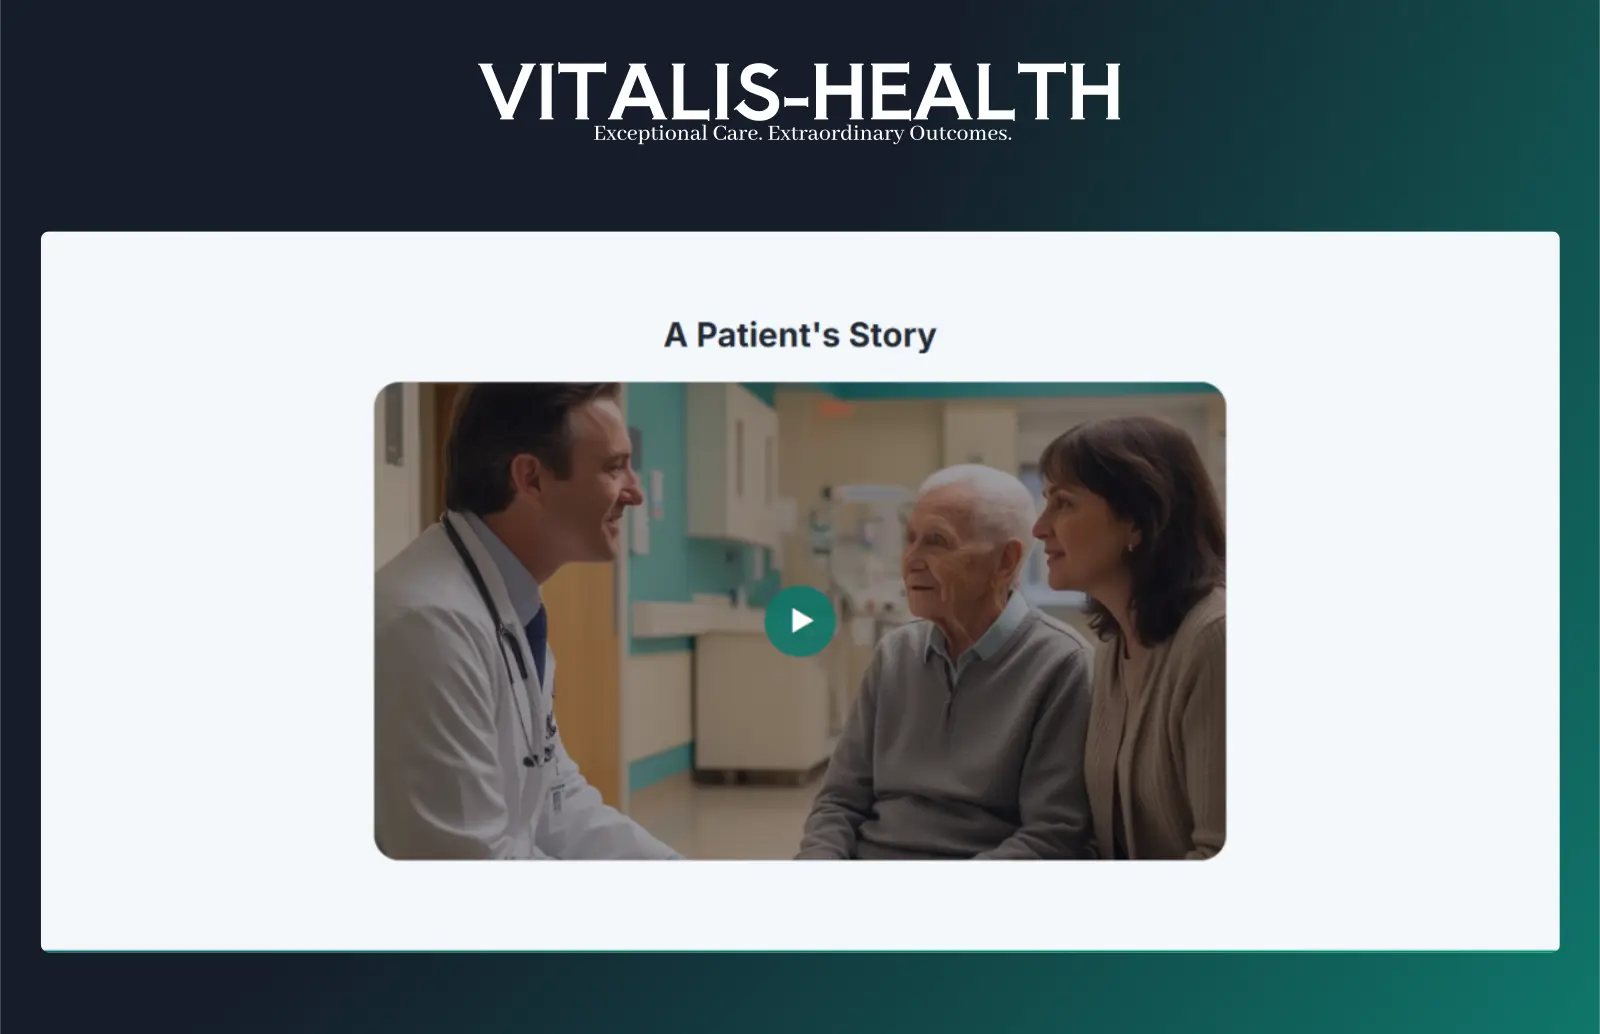 VITALIS-HEALTH
Exceptional Care. Extraordinary Outcomes.
A Patient's Story